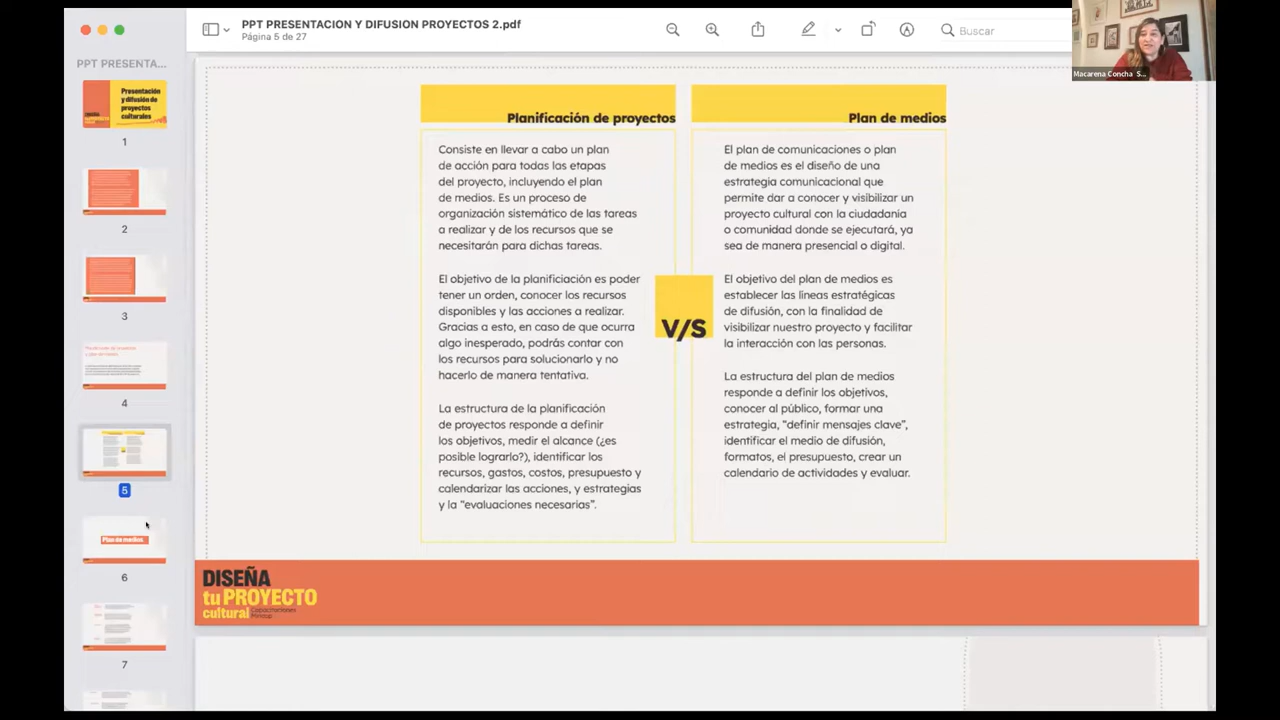 PPT PRESENTACION Y DIFUSION PROYECTOS 2.pdf
Página 5 de 27
Buscar
Macarena Concha S...
PPT PRESENTA...
Presentación
y difusión de
proyectos
culturales
1
2
3
4
5
Plan de medios
6
7
Planificación de proyectos
Consiste en llevar a cabo un plan
de acción para todas las etapas
del proyecto, incluyendo el plan
de medios. Es un proceso de
organización sistemático de las tareas
a realizar y de los recursos que se
necesitarán para dichas tareas.
El objetivo de la planificiación es poder
tener un orden, conocer los recursos
disponibles y las acciones a realizar.
Gracias a esto, en caso de que ocurra
algo inesperado, podrás contar con
los recursos para solucionarlo y no
hacerlo de manera tentativa.
La estructura de la planificación
de proyectos responde a definir
los objetivos, medir el alcance (¿es
posible lograrlo?), identificar los
recursos, gastos, costos, presupuesto y
calendarizar las acciones, y estrategias
y la "evaluaciones necesarias".
V/S
Plan de medios
El plan de comunicaciones o plan
de medios es el diseño de una
estrategia comunicacional que
permite dar a conocer y visibilizar un
proyecto cultural con la ciudadanía
o comunidad donde se ejecutará, ya
sea de manera presencial o digital.
El objetivo del plan de medios es
establecer las líneas estratégicas
de difusión, con la finalidad de
visibilizar nuestro proyecto y facilitar
la interacción con las personas.
La estructura del plan de medios
responde a definir los objetivos,
conocer al público, formar una
estrategia, "definir mensajes clave",
identificar el medio de difusión,
formatos, el presupuesto, crear un
calendario de actividades y evaluar.
DISEÑA
tu PROYECTO
cultural Capacitaciones